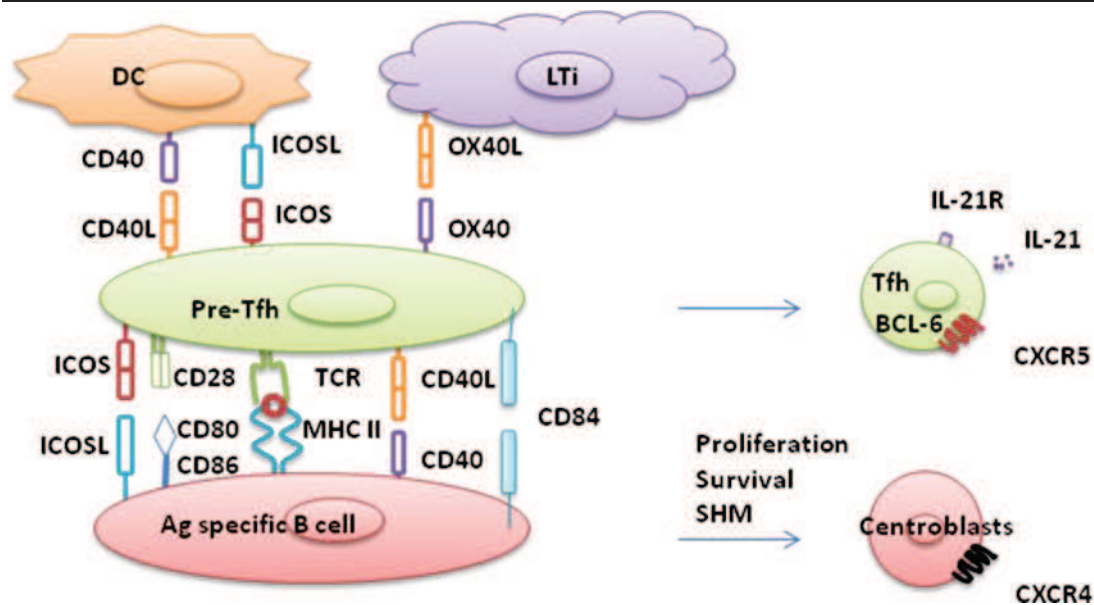 DC
LTi
CD40
ICOSL
OX40L
CD40L
ICOS
OX40
Pre-Tfh
ICOS
CD28
TCR
CD40L
CD84
ICOSL
CD80
CD86
MHC II
CD40
Ag specific B cell
IL-21R
IL-21
Tfh
BCL-6
CXCR5
Proliferation
Survival
SHM
Centroblasts
CXCR4